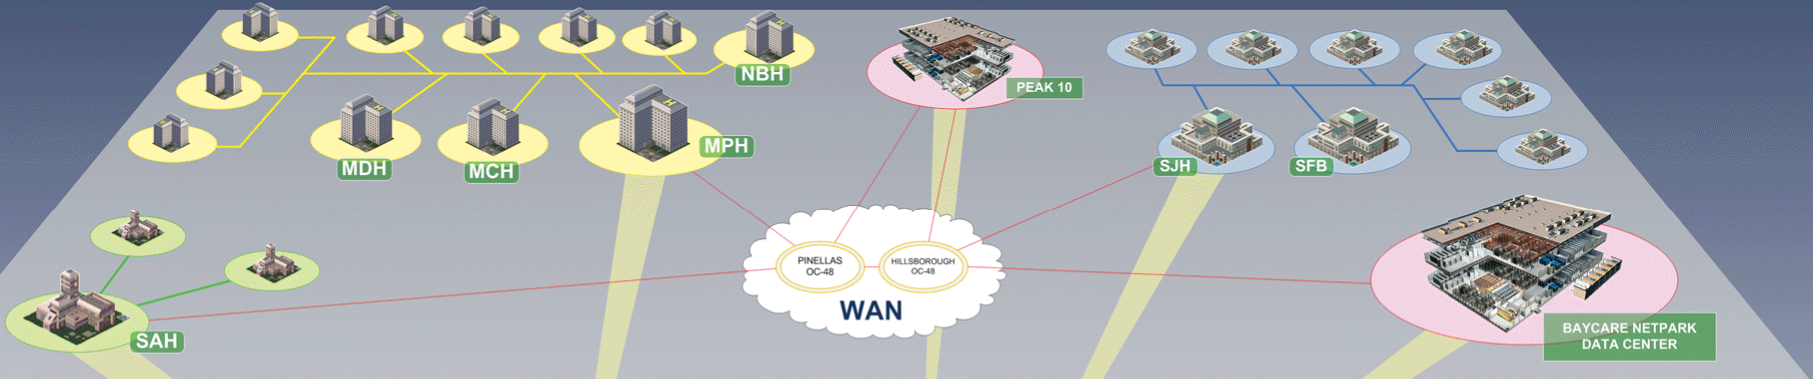 NBH
PEAK 10
MDH
MCH
MPH
SJH
SFB
PINELLAS
OC-48
HILLSBOROUGH
OC-48
WAN
SAH
BAYCARE NETPARK
DATA CENTER